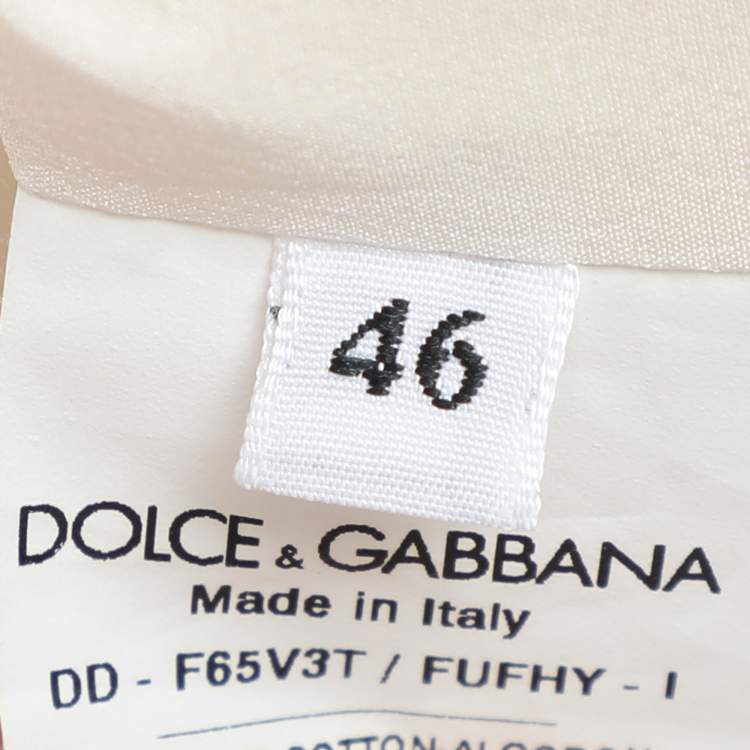 46
DOLCE & GABBANA
Made in Italy
DD - F65V3T / FUFHY - I